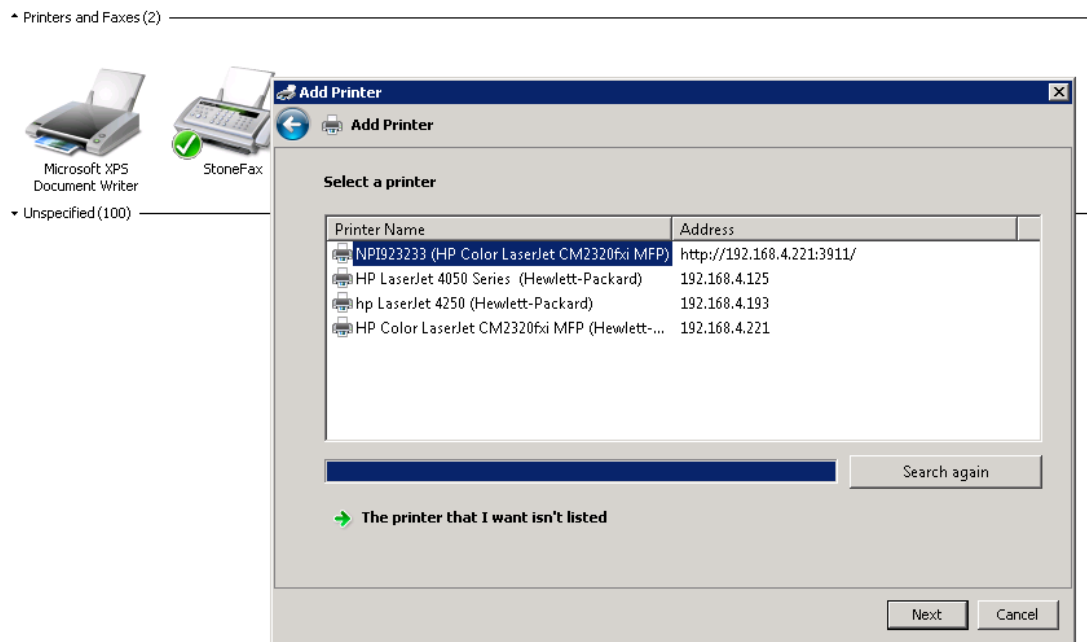 Printers and Faxes (2)
Microsoft XPS
Document Writer
StoneFax
Unspecified (100)
Add Printer
Add Printer
Select a printer
Printer Name Address
NPI923233 (HP Color LaserJet CM2320fxi MFP) http://192.168.4.221:3911/
HP LaserJet 4050 Series (Hewlett-Packard) 192.168.4.125
hp LaserJet 4250 (Hewlett-Packard) 192.168.4.193
HP Color LaserJet CM2320fxi MFP (Hewlett-... 192.168.4.221
Search again
The printer that I want isn't listed
Next Cancel